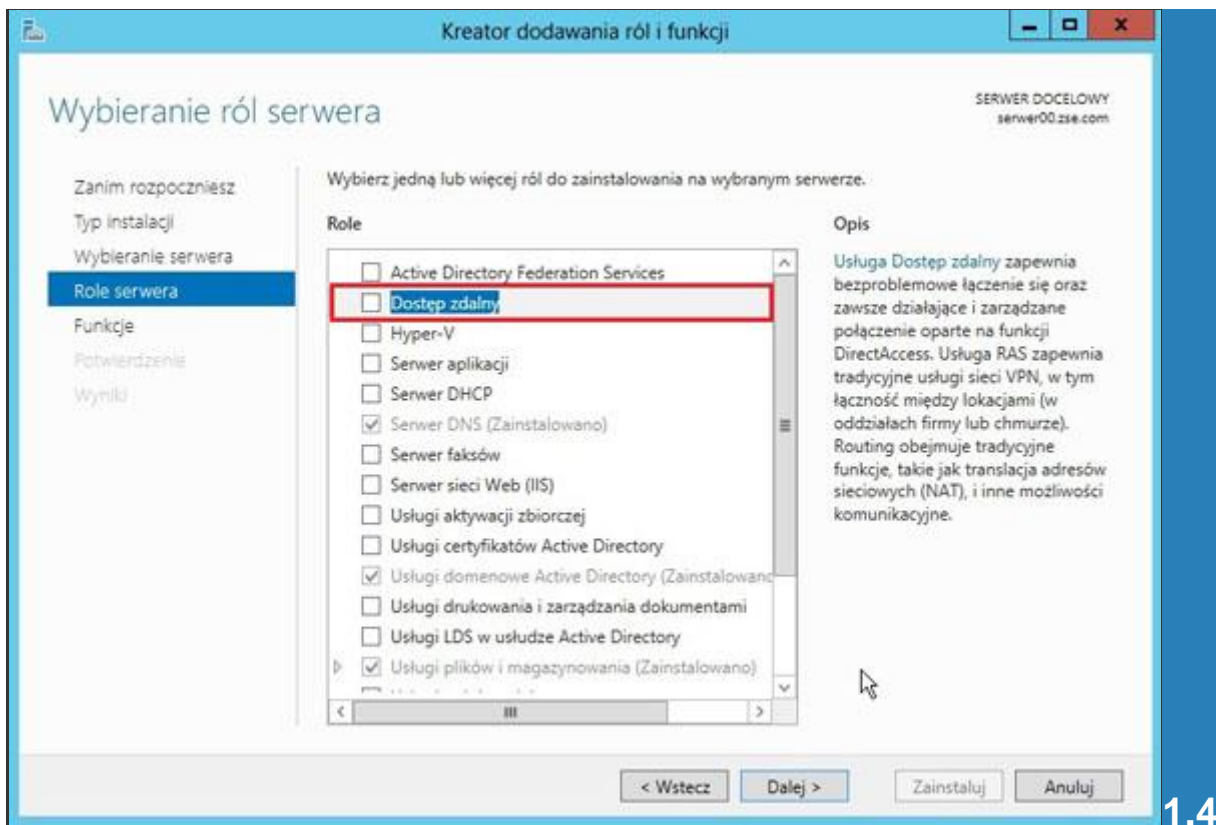 Kreator dodawania ról i funkcji
Wybieranie ról serwera
SERWER DOCELOWY
serwer00.zse.com
Zanim rozpoczniesz
Typ instalacji
Wybieranie serwera
Role serwera
Funkcje
Potwierdzenie
Wyniki
Wybierz jedną lub więcej ról do zainstalowania na wybranym serwerze.
Role
Active Directory Federation Services
Dostęp zdalny
Hyper-V
Serwer aplikacji
Serwer DHCP
Serwer DNS (Zainstalowano)
Serwer faksów
Serwer sieci Web (IIS)
Usługi aktywacji zbiorczej
Usługi certyfikatów Active Directory
Usługi domenowe Active Directory (Zainstalowano
Usługi drukowania i zarządzania dokumentami
Usługi LDS w usłudze Active Directory
Usługi plików i magazynowania (Zainstalowano)
Opis
Usługa Dostęp zdalny zapewnia
bezproblemowe łączenie się oraz
zawsze działające i zarządzane
połączenie oparte na funkcji
DirectAccess. Usługa RAS zapewnia
tradycyjne usługi sieci VPN, w tym
łączność między lokacjami (w
oddziałach firmy lub chmurze).
Routing obejmuje tradycyjne
funkcje, takie jak translacja adresów
sieciowych (NAT), i inne możliwości
komunikacyjne.
< Wstecz
Dalej >
Zainstaluj
Anuluj
1.4